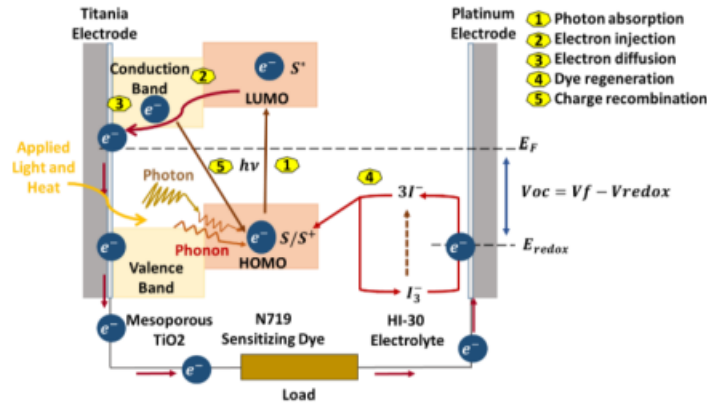 Titania
Electrode
Platinum
Electrode
1 Photon absorption
2 Electron injection
3 Electron diffusion
4 Dye regeneration
5 Charge recombination
Conduction
Band
2
e⁻ S*
LUMO
3
e⁻
e⁻
E_F
Applied
Light and
Heat
Photon
5 hν 1
4
3I⁻
Voc = Vf − Vredox
e⁻
e⁻ S/S⁺
Phonon
HOMO
e⁻
E_redox
Valence
Band
I₃⁻
e⁻
Mesoporous
TiO2
N719
Sensitizing Dye
HI-30
Electrolyte
e⁻
e⁻
Load